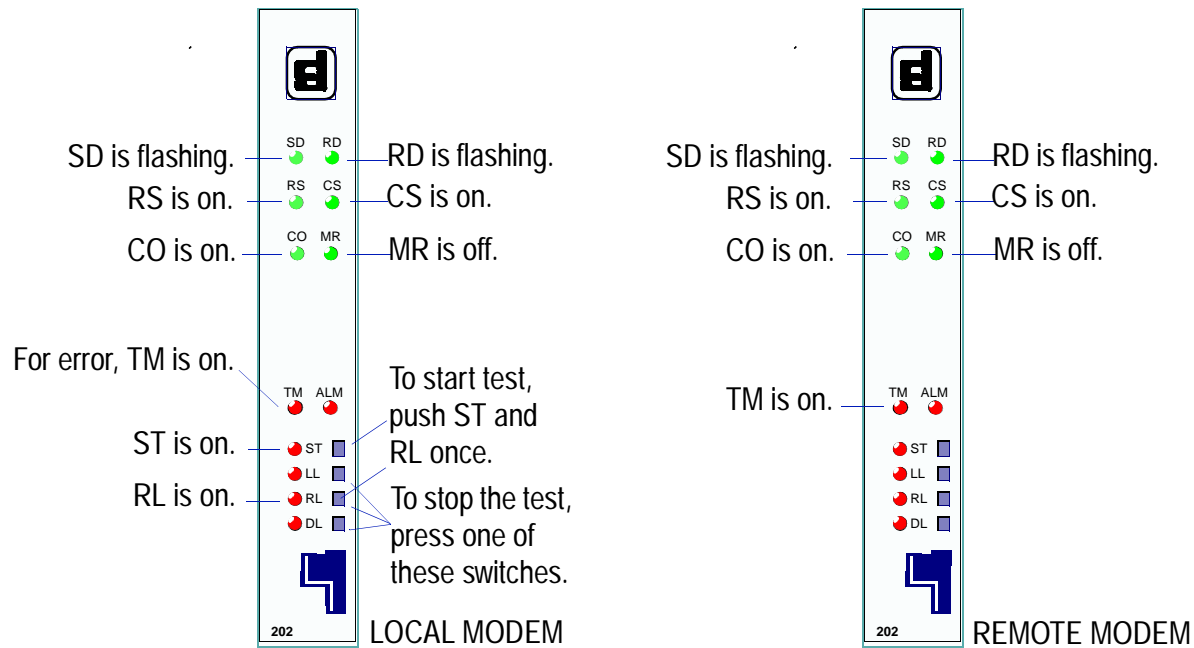 SD RD
SD is flashing.
RD is flashing.
RS CS
RS is on.
CS is on.
CO MR
CO is on.
MR is off.
For error, TM is on.
TM ALM
To start test,
push ST and
RL once.
ST is on.
ST
LL
RL is on.
RL
DL
To stop the test,
press one of
these switches.
202
LOCAL MODEM
SD RD
SD is flashing.
RD is flashing.
RS CS
RS is on.
CS is on.
CO MR
CO is on.
MR is off.
TM ALM
TM is on.
ST
LL
RL
DL
202
REMOTE MODEM